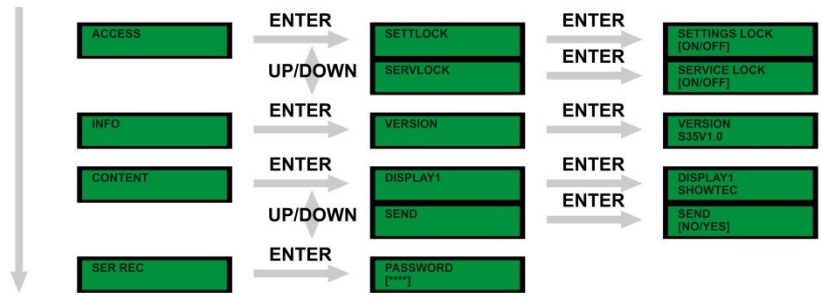 ENTER
ENTER
ACCESS
SETTLOCK
SETTINGS LOCK
[ON/OFF]
UP/DOWN
ENTER
SERVLOCK
SERVICE LOCK
[ON/OFF]
ENTER
ENTER
INFO
VERSION
VERSION
S35V1.0
ENTER
ENTER
CONTENT
DISPLAY1
DISPLAY1
SHOWTEC
UP/DOWN
ENTER
SEND
SEND
[NO/YES]
ENTER
SER REC
PASSWORD
[****]